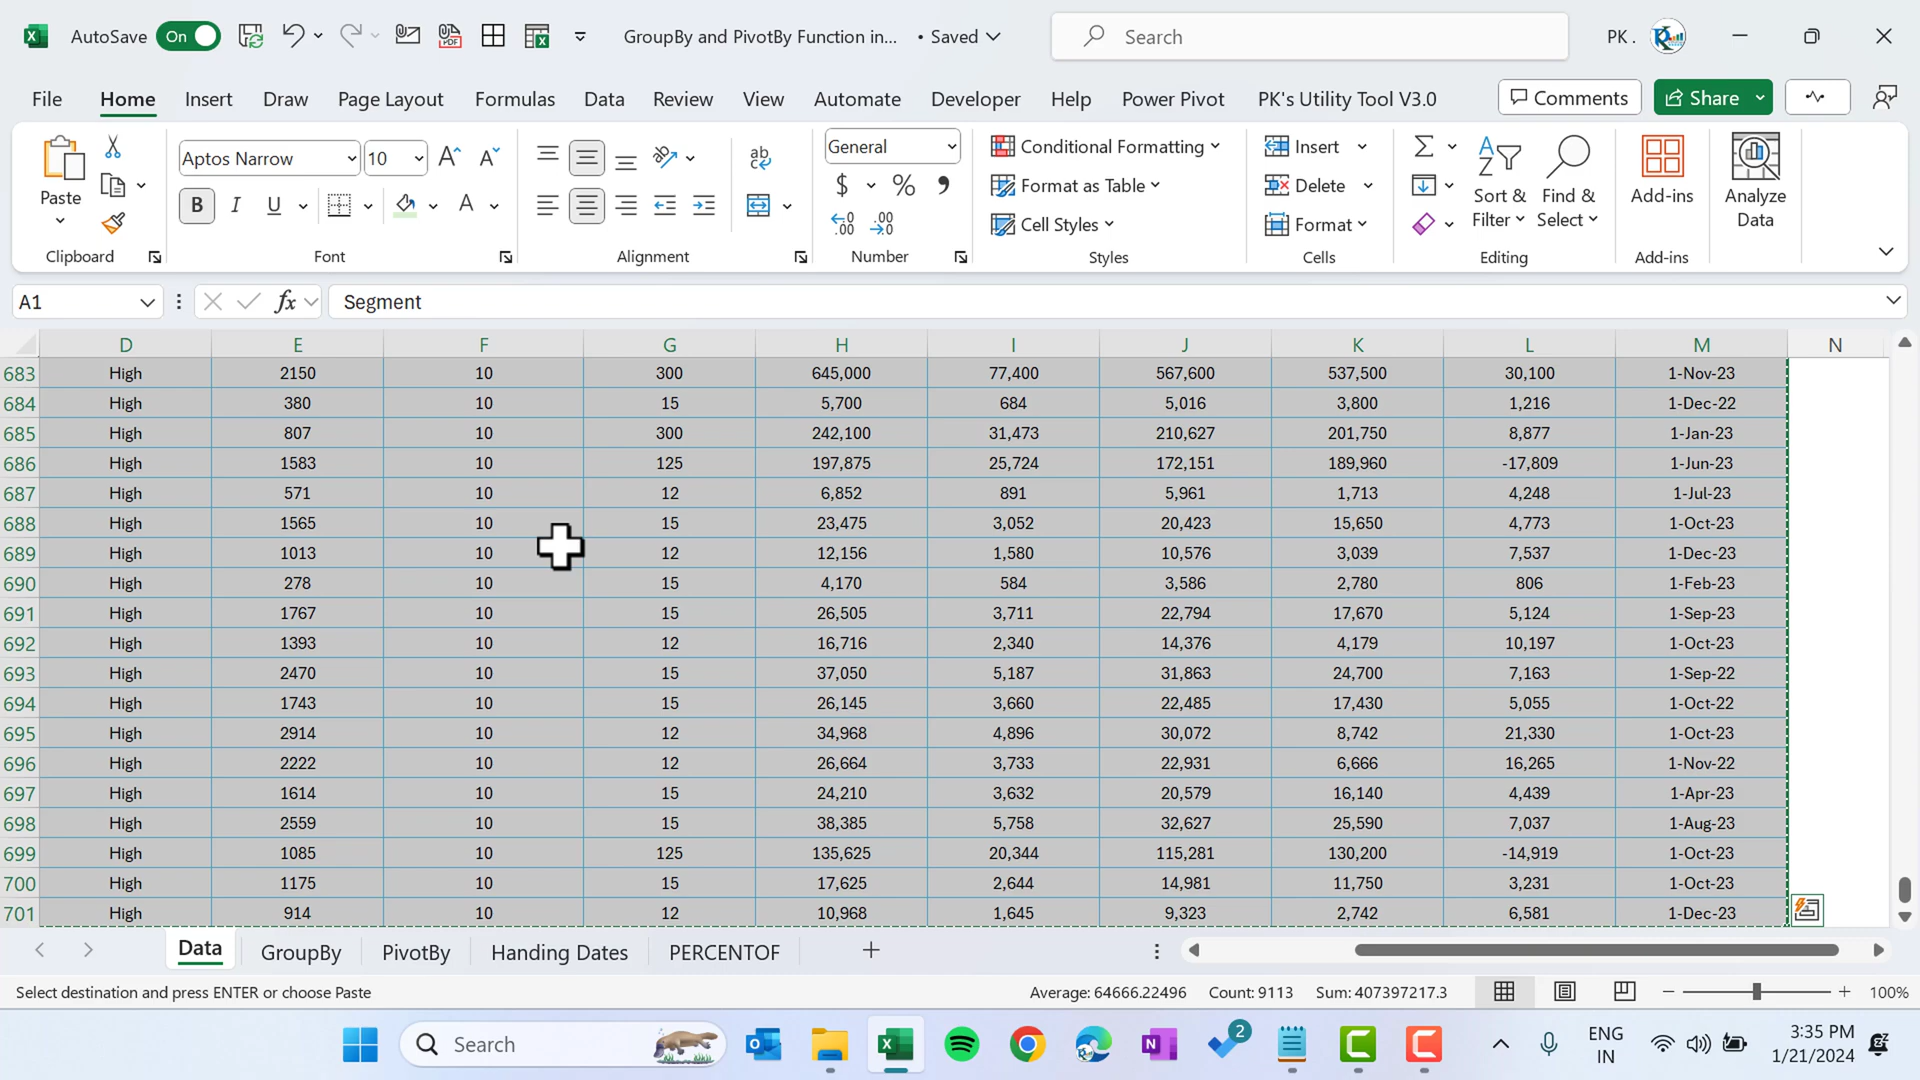 AutoSave On GroupBy and PivotBy Function in... • Saved Search PK .
File Home Insert Draw Page Layout Formulas Data Review View Automate Developer Help Power Pivot PK's Utility Tool V3.0 Comments Share
Aptos Narrow 10 General Conditional Formatting Insert
Paste Format as Table Delete Sort & Find & Add-ins Analyze
B I U A $ % Cell Styles Format Filter Select Data
Clipboard Font Alignment Number Styles Cells Editing Add-ins
A1 fx Segment
D E F G H I J K L M N
683 High 2150 10 300 645,000 77,400 567,600 537,500 30,100 1-Nov-23
684 High 380 10 15 5,700 684 5,016 3,800 1,216 1-Dec-22
685 High 807 10 300 242,100 31,473 210,627 201,750 8,877 1-Jan-23
686 High 1583 10 125 197,875 25,724 172,151 189,960 -17,809 1-Jun-23
687 High 571 10 12 6,852 891 5,961 1,713 4,248 1-Jul-23
688 High 1565 10 15 23,475 3,052 20,423 15,650 4,773 1-Oct-23
689 High 1013 10 12 12,156 1,580 10,576 3,039 7,537 1-Dec-23
690 High 278 10 15 4,170 584 3,586 2,780 806 1-Feb-23
691 High 1767 10 15 26,505 3,711 22,794 17,670 5,124 1-Sep-23
692 High 1393 10 12 16,716 2,340 14,376 4,179 10,197 1-Oct-23
693 High 2470 10 15 37,050 5,187 31,863 24,700 7,163 1-Sep-22
694 High 1743 10 15 26,145 3,660 22,485 17,430 5,055 1-Oct-22
695 High 2914 10 12 34,968 4,896 30,072 8,742 21,330 1-Oct-23
696 High 2222 10 12 26,664 3,733 22,931 6,666 16,265 1-Nov-22
697 High 1614 10 15 24,210 3,632 20,579 16,140 4,439 1-Apr-23
698 High 2559 10 15 38,385 5,758 32,627 25,590 7,037 1-Aug-23
699 High 1085 10 125 135,625 20,344 115,281 130,200 -14,919 1-Oct-23
700 High 1175 10 15 17,625 2,644 14,981 11,750 3,231 1-Oct-23
701 High 914 10 12 10,968 1,645 9,323 2,742 6,581 1-Dec-23
Data GroupBy PivotBy Handing Dates PERCENTOF
Select destination and press ENTER or choose Paste Average: 64666.22496 Count: 9113 Sum: 407397217.3 100%
Search 2 ENG IN 3:35 PM
1/21/2024